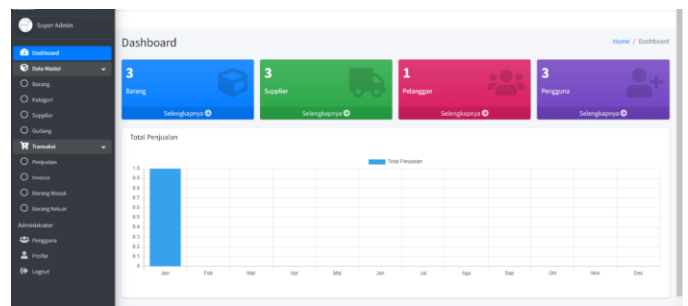 Super Admin
Dashboard
Data Master
Barang
Kategori
Supplier
Gudang
Transaksi
Penjualan
Invoice
Barang Masuk
Barang Keluar
Administrator
Pengguna
Profile
Logout
Dashboard
Home / Dashboard
3
Barang
Selengkapnya
3
Supplier
Selengkapnya
1
Pelanggan
Selengkapnya
3
Pengguna
Selengkapnya
Total Penjualan
Total Penjualan
1.0
0.9
0.8
0.7
0.6
0.5
0.4
0.3
0.2
0.1
0
Jan Feb Mar Apr Mei Jun Jul Agu Sep Okt Nov Des